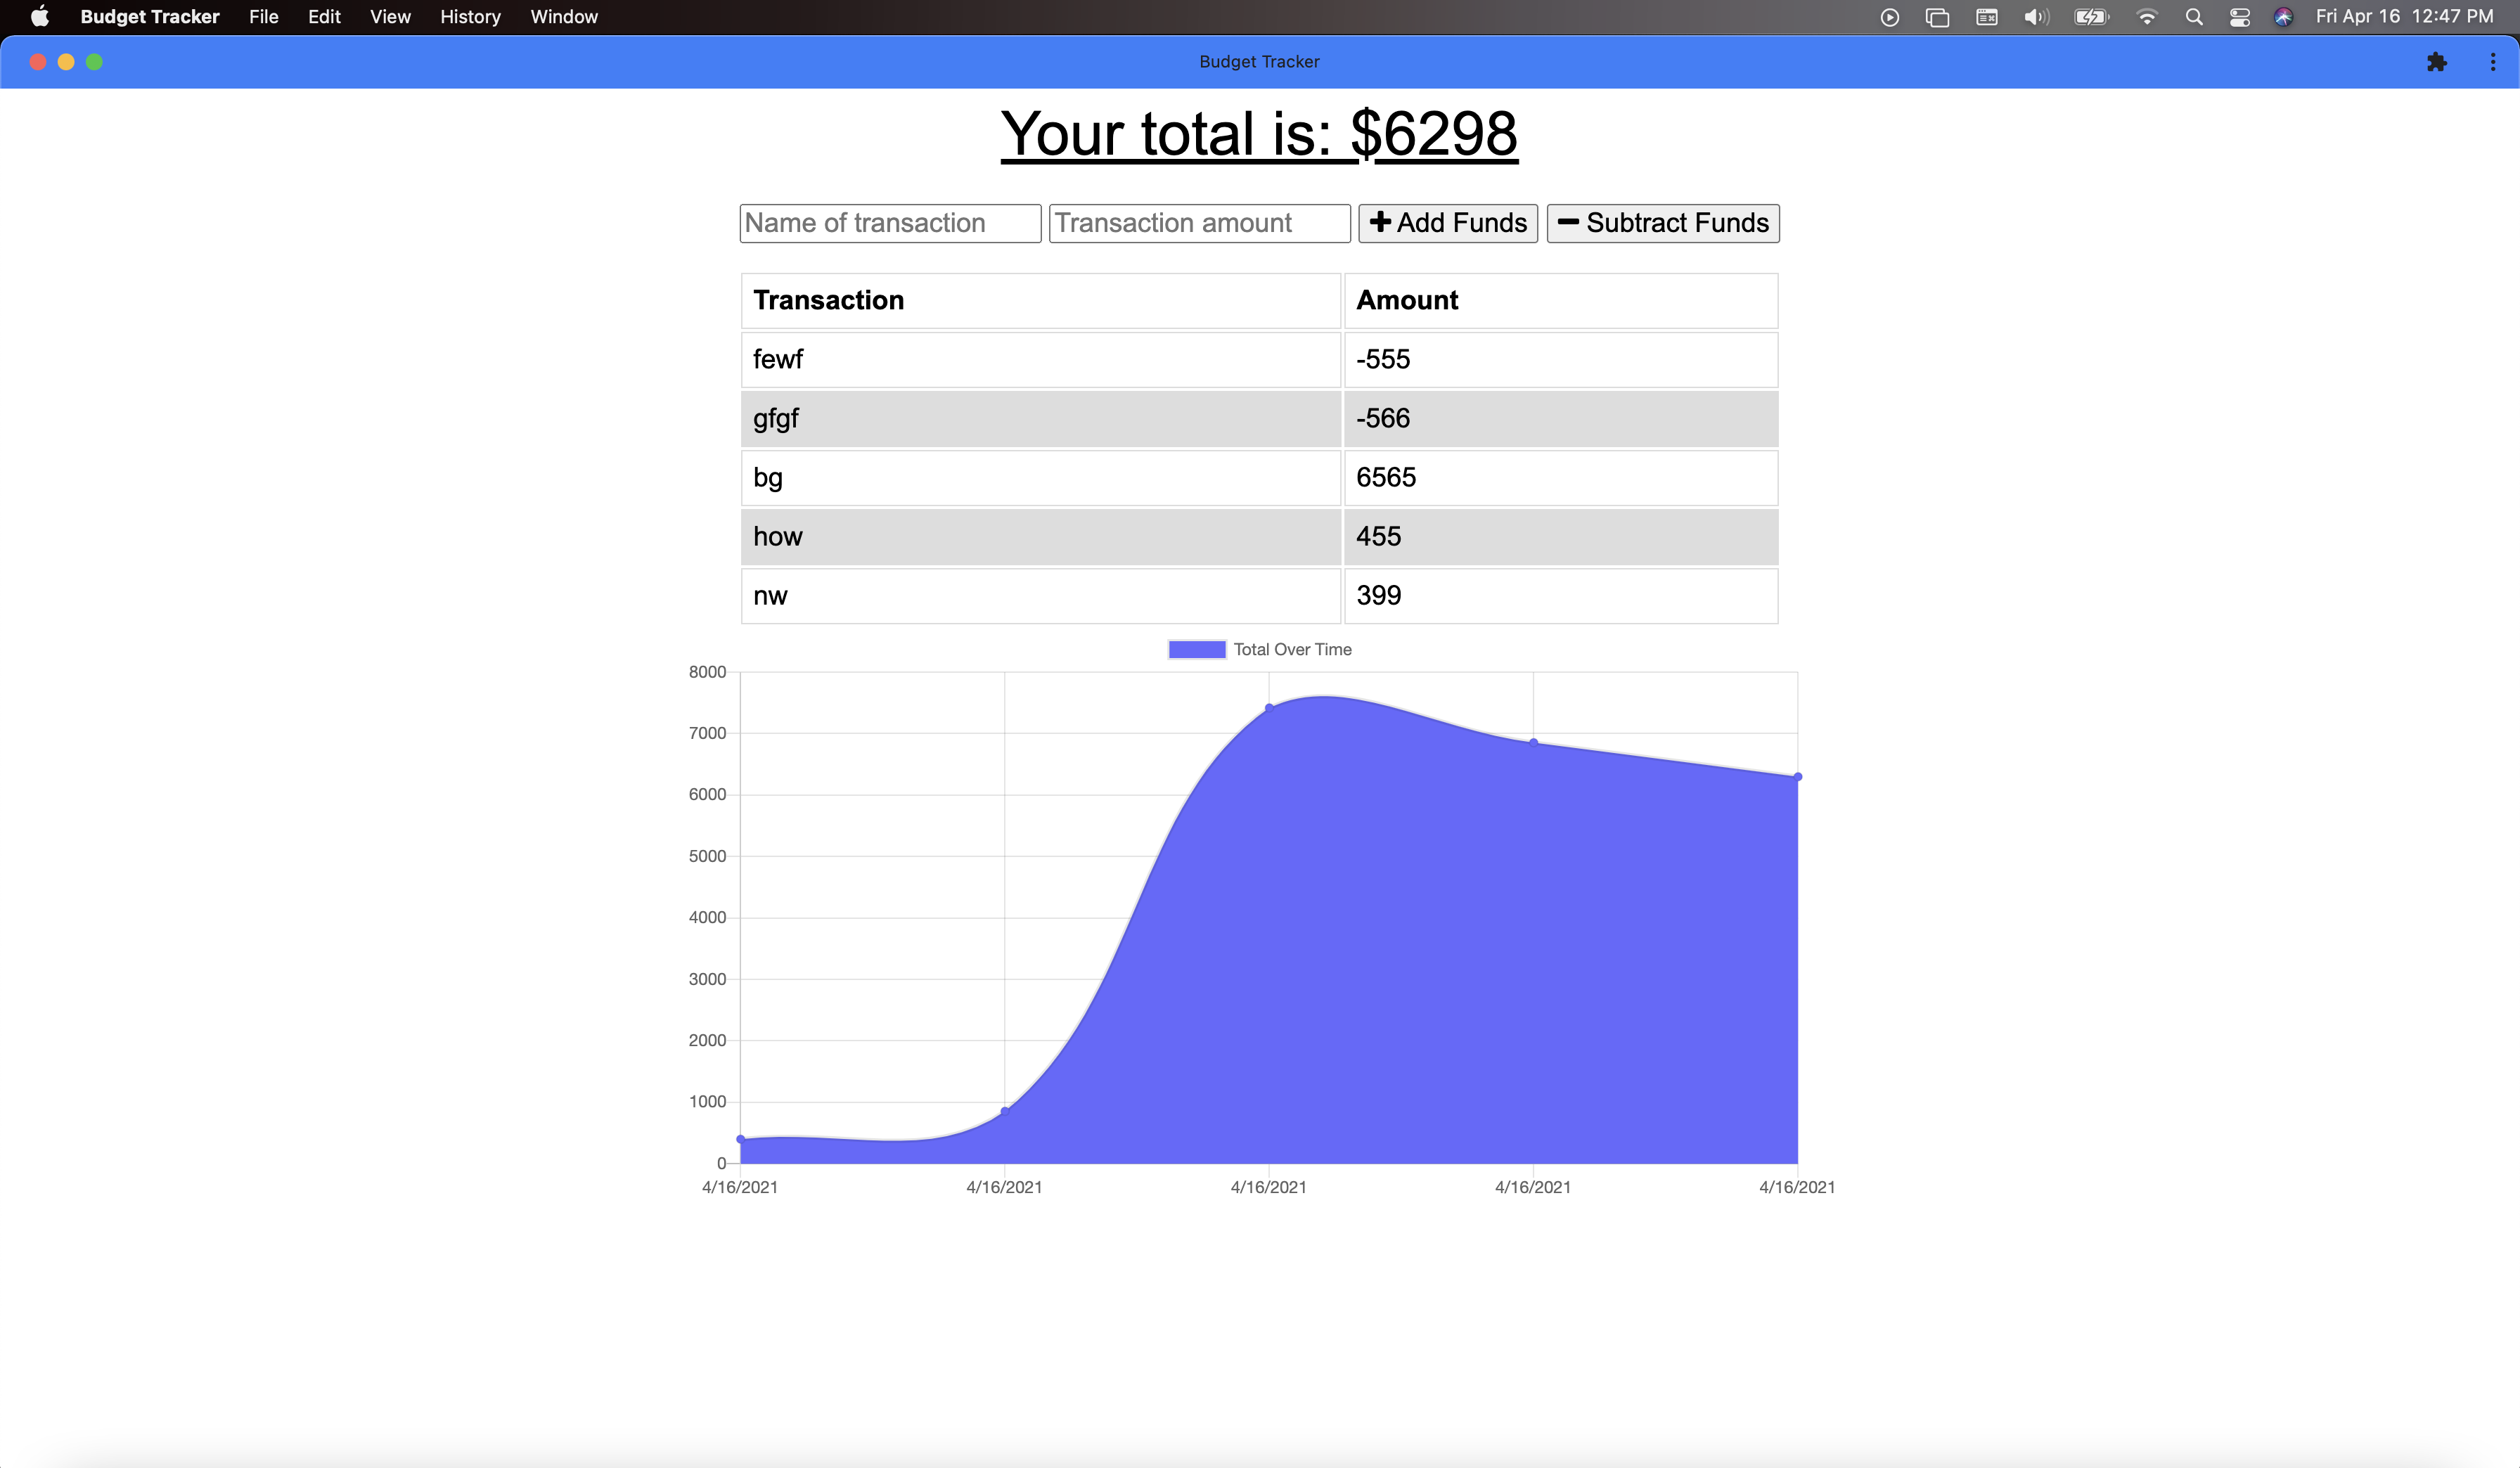 Budget Tracker File Edit View History Window Fri Apr 16 12:47 PM
Budget Tracker
Your total is: $6298
Name of transaction Transaction amount Add Funds Subtract Funds
Transaction Amount
fewf -555
gfgf -566
bg 6565
how 455
nw 399
Total Over Time
8000
7000
6000
5000
4000
3000
2000
1000
0
4/16/2021 4/16/2021 4/16/2021 4/16/2021 4/16/2021